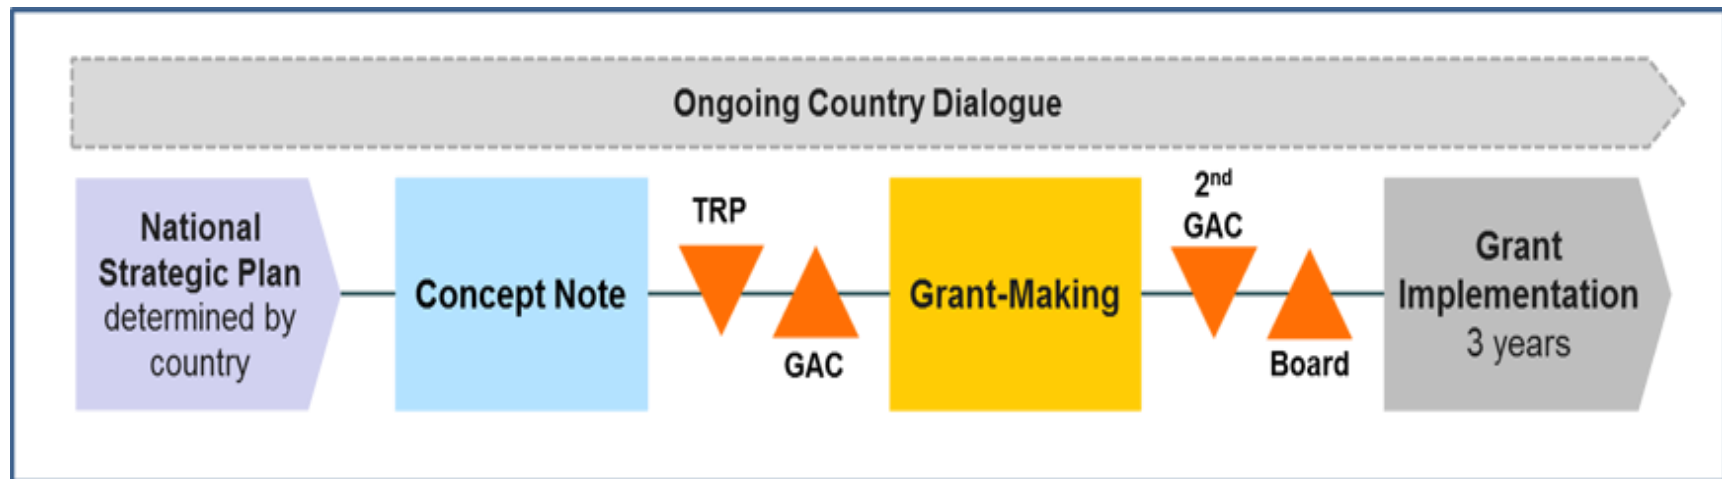 Ongoing Country Dialogue
National
Strategic Plan
determined by
country
Concept Note
TRP
GAC
Grant-Making
2nd
GAC
Board
Grant
Implementation
3 years